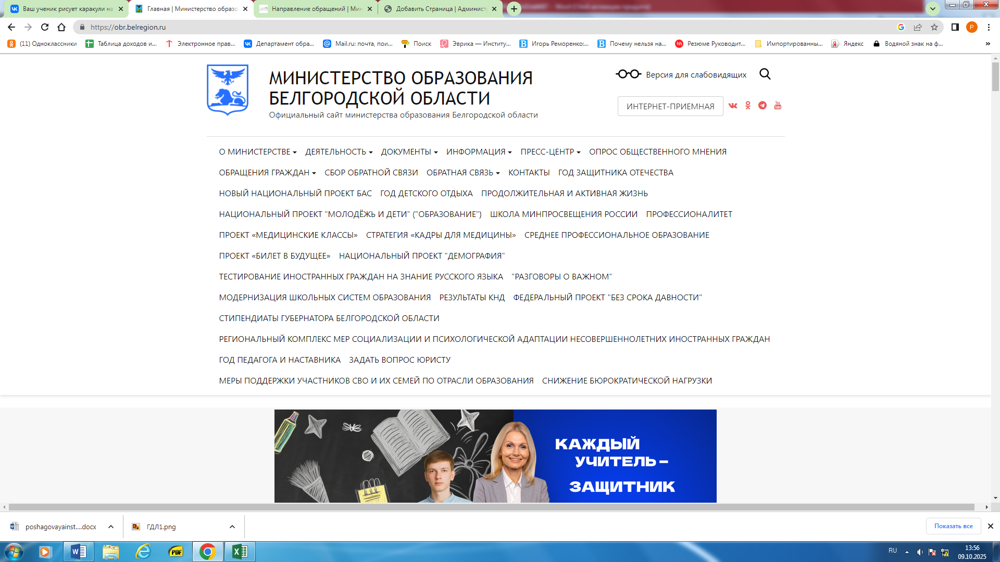 Ваш ученик рисует каракули на
Главная | Министерство образо
Направление обращений | Мин
Добавить Страница | Админист
https://obr.belregion.ru
(11) Одноклассники
Таблица доходов и...
Электронное прав...
Департамент обра...
Mail.ru: почта, пои...
Поиск
Эврика — Институ...
Игорь Реморенко:...
Почему нельзя на...
Резюме Руководит...
Импортированны...
Яндекс
Водяной знак на ф...
МИНИСТЕРСТВО ОБРАЗОВАНИЯ
БЕЛГОРОДСКОЙ ОБЛАСТИ
Официальный сайт министерства образования Белгородской области
Версия для слабовидящих
ИНТЕРНЕТ-ПРИЕМНАЯ
О МИНИСТЕРСТВЕ ДЕЯТЕЛЬНОСТЬ ДОКУМЕНТЫ ИНФОРМАЦИЯ ПРЕСС-ЦЕНТР ОПРОС ОБЩЕСТВЕННОГО МНЕНИЯ
ОБРАЩЕНИЯ ГРАЖДАН СБОР ОБРАТНОЙ СВЯЗИ ОБРАТНАЯ СВЯЗЬ КОНТАКТЫ ГОД ЗАЩИТНИКА ОТЕЧЕСТВА
НОВЫЙ НАЦИОНАЛЬНЫЙ ПРОЕКТ БАС ГОД ДЕТСКОГО ОТДЫХА ПРОДОЛЖИТЕЛЬНАЯ И АКТИВНАЯ ЖИЗНЬ
НАЦИОНАЛЬНЫЙ ПРОЕКТ "МОЛОДЁЖЬ И ДЕТИ" ("ОБРАЗОВАНИЕ") ШКОЛА МИНПРОСВЕЩЕНИЯ РОССИИ ПРОФЕССИОНАЛИТЕТ
ПРОЕКТ «МЕДИЦИНСКИЕ КЛАССЫ» СТРАТЕГИЯ «КАДРЫ ДЛЯ МЕДИЦИНЫ» СРЕДНЕЕ ПРОФЕССИОНАЛЬНОЕ ОБРАЗОВАНИЕ
ПРОЕКТ «БИЛЕТ В БУДУЩЕЕ» НАЦИОНАЛЬНЫЙ ПРОЕКТ "ДЕМОГРАФИЯ"
ТЕСТИРОВАНИЕ ИНОСТРАННЫХ ГРАЖДАН НА ЗНАНИЕ РУССКОГО ЯЗЫКА "РАЗГОВОРЫ О ВАЖНОМ"
МОДЕРНИЗАЦИЯ ШКОЛЬНЫХ СИСТЕМ ОБРАЗОВАНИЯ РЕЗУЛЬТАТЫ КНД ФЕДЕРАЛЬНЫЙ ПРОЕКТ "БЕЗ СРОКА ДАВНОСТИ"
СТИПЕНДИАТЫ ГУБЕРНАТОРА БЕЛГОРОДСКОЙ ОБЛАСТИ
РЕГИОНАЛЬНЫЙ КОМПЛЕКС МЕР СОЦИАЛИЗАЦИИ И ПСИХОЛОГИЧЕСКОЙ АДАПТАЦИИ НЕСОВЕРШЕННОЛЕТНИХ ИНОСТРАННЫХ ГРАЖДАН
ГОД ПЕДАГОГА И НАСТАВНИКА ЗАДАТЬ ВОПРОС ЮРИСТУ
МЕРЫ ПОДДЕРЖКИ УЧАСТНИКОВ СВО И ИХ СЕМЕЙ ПО ОТРАСЛИ ОБРАЗОВАНИЯ СНИЖЕНИЕ БЮРОКРАТИЧЕСКОЙ НАГРУЗКИ
КАЖДЫЙ
УЧИТЕЛЬ –
ЗАЩИТНИК
poshagovayainst....docx
ГДЛ1.png
Показать все
RU
13:56
09.10.2025